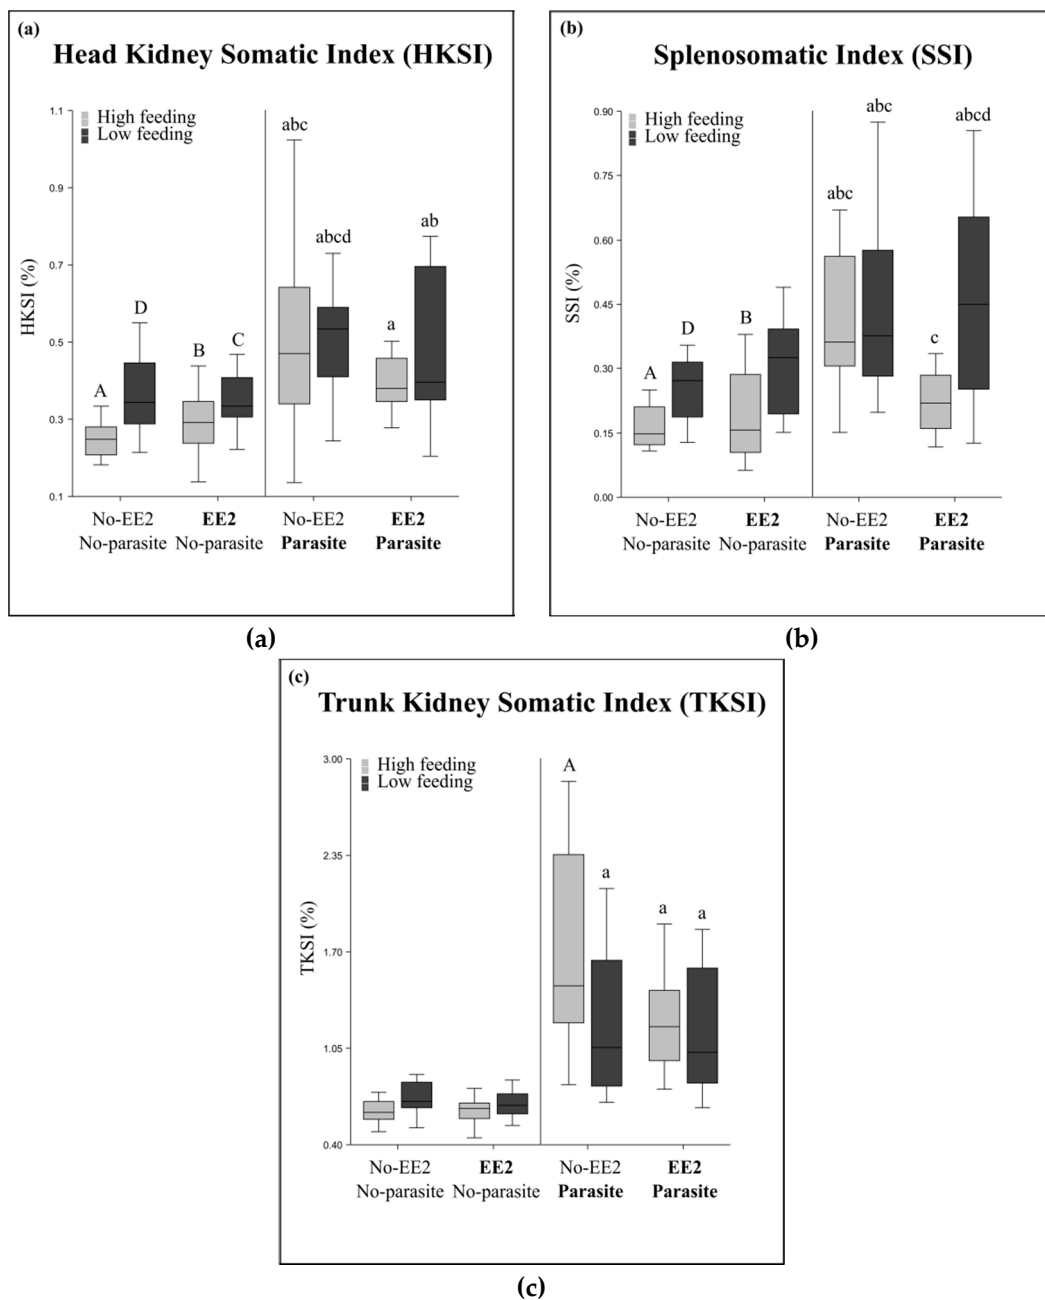 (a)
Head Kidney Somatic Index (HKSI)
High feeding
Low feeding
HKSI (%)
1.1
0.9
0.7
0.5
0.3
0.1
A
D
B
C
abc
abcd
a
ab
No-EE2
No-parasite
EE2
No-parasite
No-EE2
Parasite
EE2
Parasite
(a)
(b)
Splenosomatic Index (SSI)
High feeding
Low feeding
SSI (%)
0.90
0.75
0.60
0.45
0.30
0.15
0.00
A
D
B
abc
abc
c
abcd
No-EE2
No-parasite
EE2
No-parasite
No-EE2
Parasite
EE2
Parasite
(b)
(c)
Trunk Kidney Somatic Index (TKSI)
High feeding
Low feeding
TKSI (%)
3.00
2.35
1.70
1.05
0.40
A
a
a
a
No-EE2
No-parasite
EE2
No-parasite
No-EE2
Parasite
EE2
Parasite
(c)